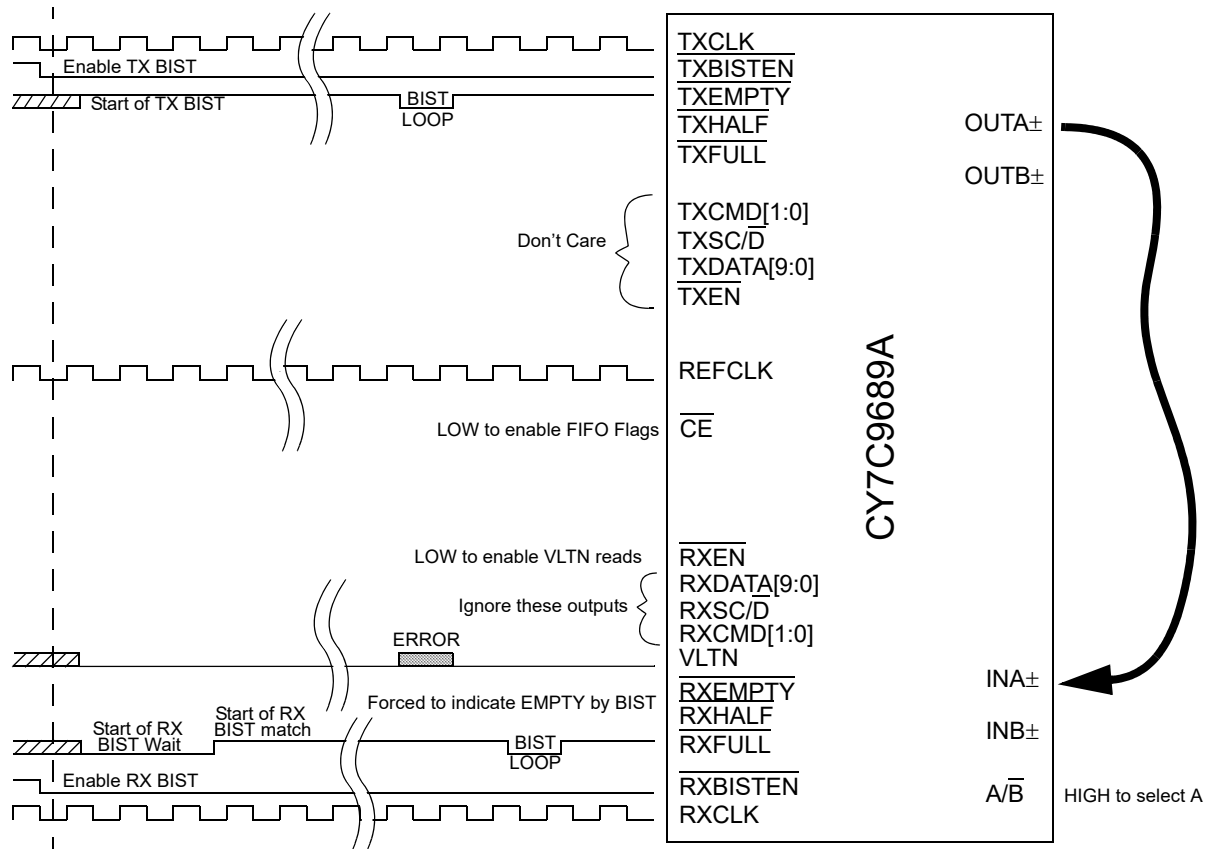 TXCLK
Enable TX BIST
TXBISTEN
Start of TX BIST
BIST
LOOP
TXEMPTY
TXHALF
TXFULL
OUTA±
OUTB±
Don't Care
TXCMD[1:0]
TXSC/D
TXDATA[9:0]
TXEN
REFCLK
LOW to enable FIFO Flags
CE
CY7C9689A
LOW to enable VLTN reads
RXEN
Ignore these outputs
RXDATA[9:0]
RXSC/D
RXCMD[1:0]
ERROR
VLTN
INA±
Forced to indicate EMPTY by BIST
RXEMPTY
RXHALF
RXFULL
INB±
Start of RX
BIST Wait
Start of RX
BIST match
BIST
LOOP
Enable RX BIST
RXBISTEN
RXCLK
A/B
HIGH to select A